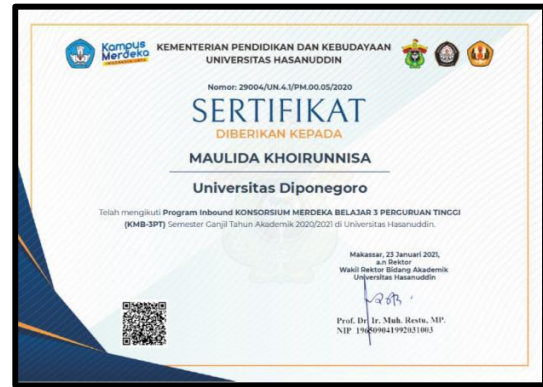 Kampus
Merdeka
KEMENTERIAN PENDIDIKAN DAN KEBUDAYAAN
UNIVERSITAS HASANUDDIN
Nomor: 29004/UN.4.1/PM.00.05/2020
SERTIFIKAT
DIBERIKAN KEPADA
MAULIDA KHOIRUNNISA
Universitas Diponegoro
Telah mengikuti Program Inbound KONSORSIUM MERDEKA BELAJAR 3 PERGURUAN TINGGI
(KMB-3PT) Semester Ganjil Tahun Akademik 2020/2021 di Universitas Hasanuddin.
Makassar, 23 Januari 2021,
a.n Rektor
Wakil Rektor Bidang Akademik
Universitas Hasanuddin
Prof. Dr. Ir. Muh. Restu, MP.
NIP 196509041992031003